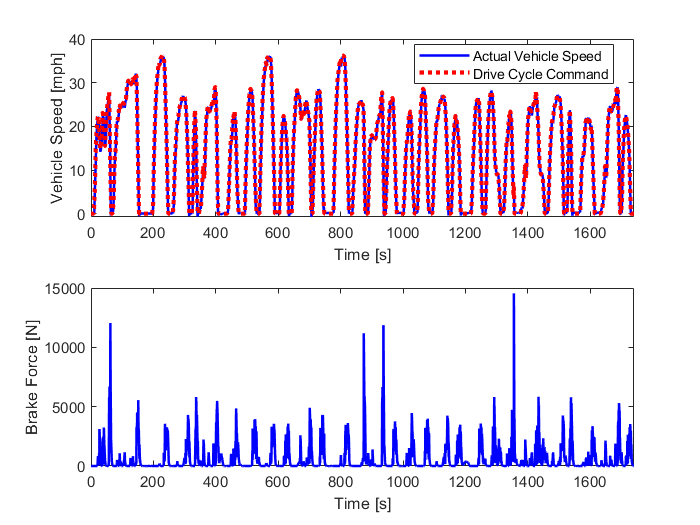 40
30
20
10
0
Vehicle Speed [mph]
Actual Vehicle Speed
Drive Cycle Command
0 200 400 600 800 1000 1200 1400 1600
Time [s]
15000
10000
5000
0
Brake Force [N]
0 200 400 600 800 1000 1200 1400 1600
Time [s]